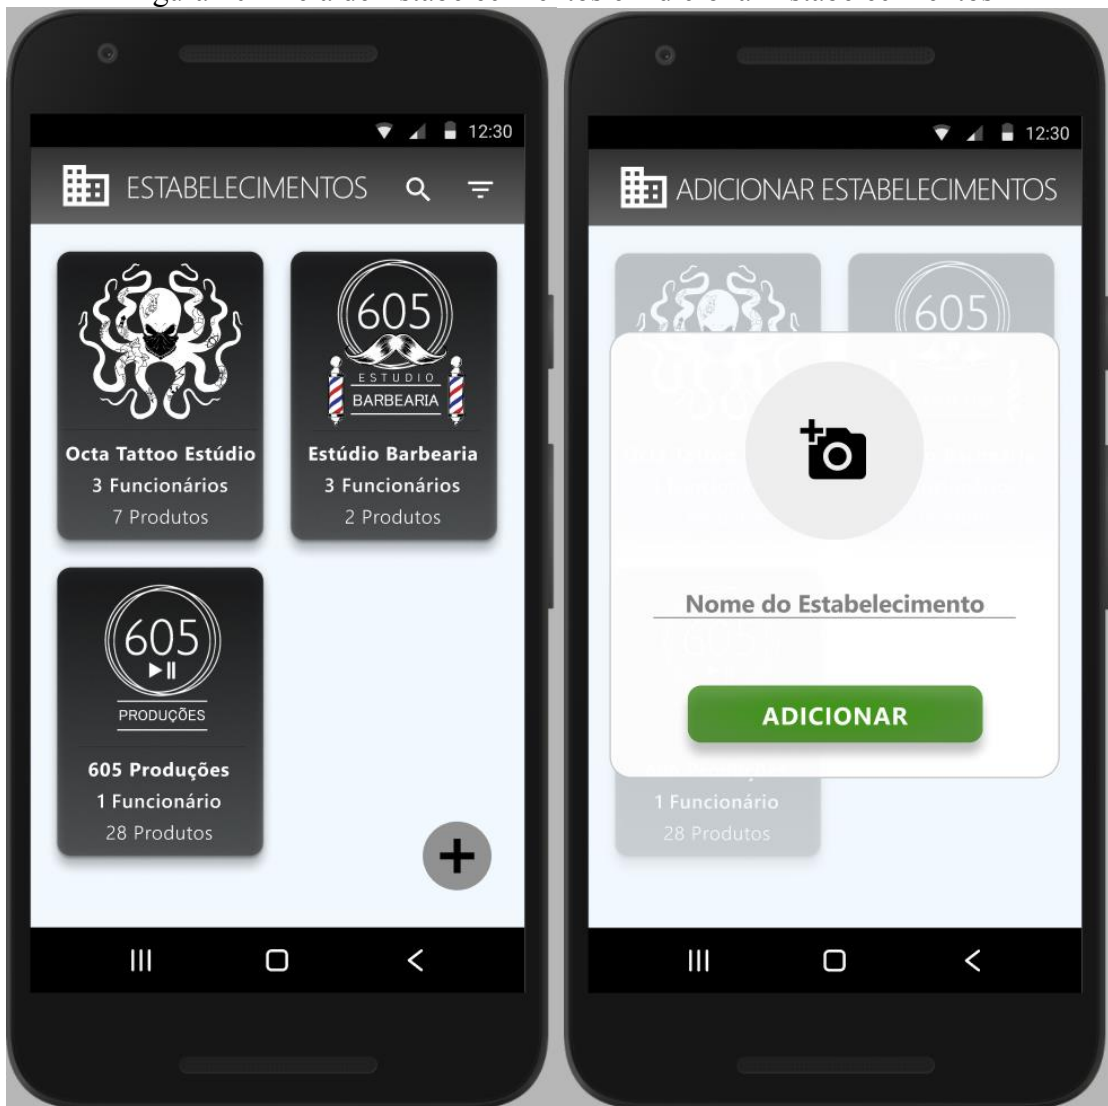 12:30
ESTABELECIMENTOS
605
ESTUDIO
BARBEARIA
Octa Tattoo Estúdio
3 Funcionários
7 Produtos
Estúdio Barbearia
3 Funcionários
2 Produtos
605
PRODUÇÕES
605 Produções
1 Funcionário
28 Produtos
12:30
ADICIONAR ESTABELECIMENTOS
605
Nome do Estabelecimento
ADICIONAR
1 Funcionário
28 Produtos